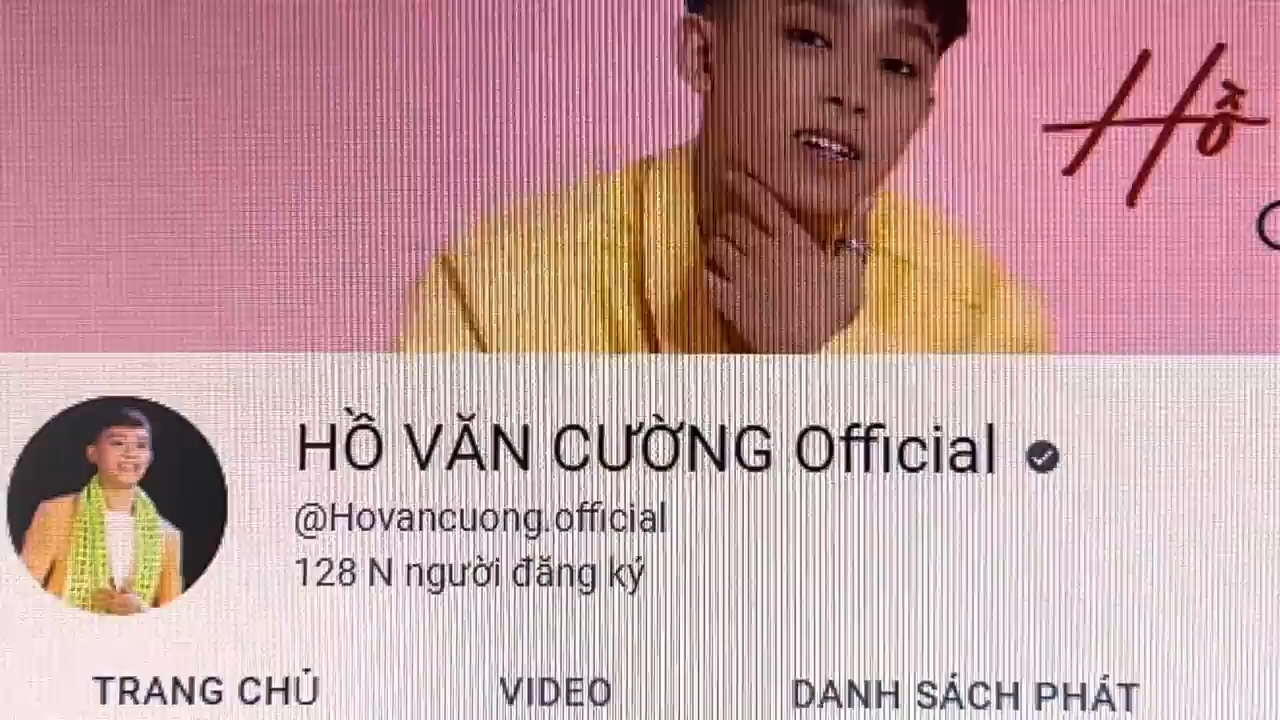 Hồ
HỒ VĂN CƯỜNG Official
@Hovancuong.official
128 N người đăng ký
TRANG CHỦ
VIDEO
DANH SÁCH PHÁT